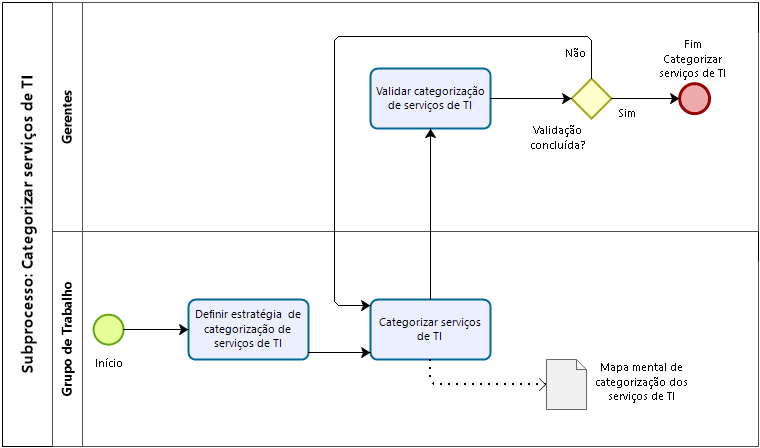 Subprocesso: Categorizar serviços de TI
Gerentes
Não
Fim
Categorizar
serviços de TI
Validar categorização
de serviços de TI
Sim
Validação
concluída?
Grupo de Trabalho
Definir estratégia de
categorização de
serviços de TI
Categorizar serviços
de TI
Início
Mapa mental de
categorização dos
serviços de TI